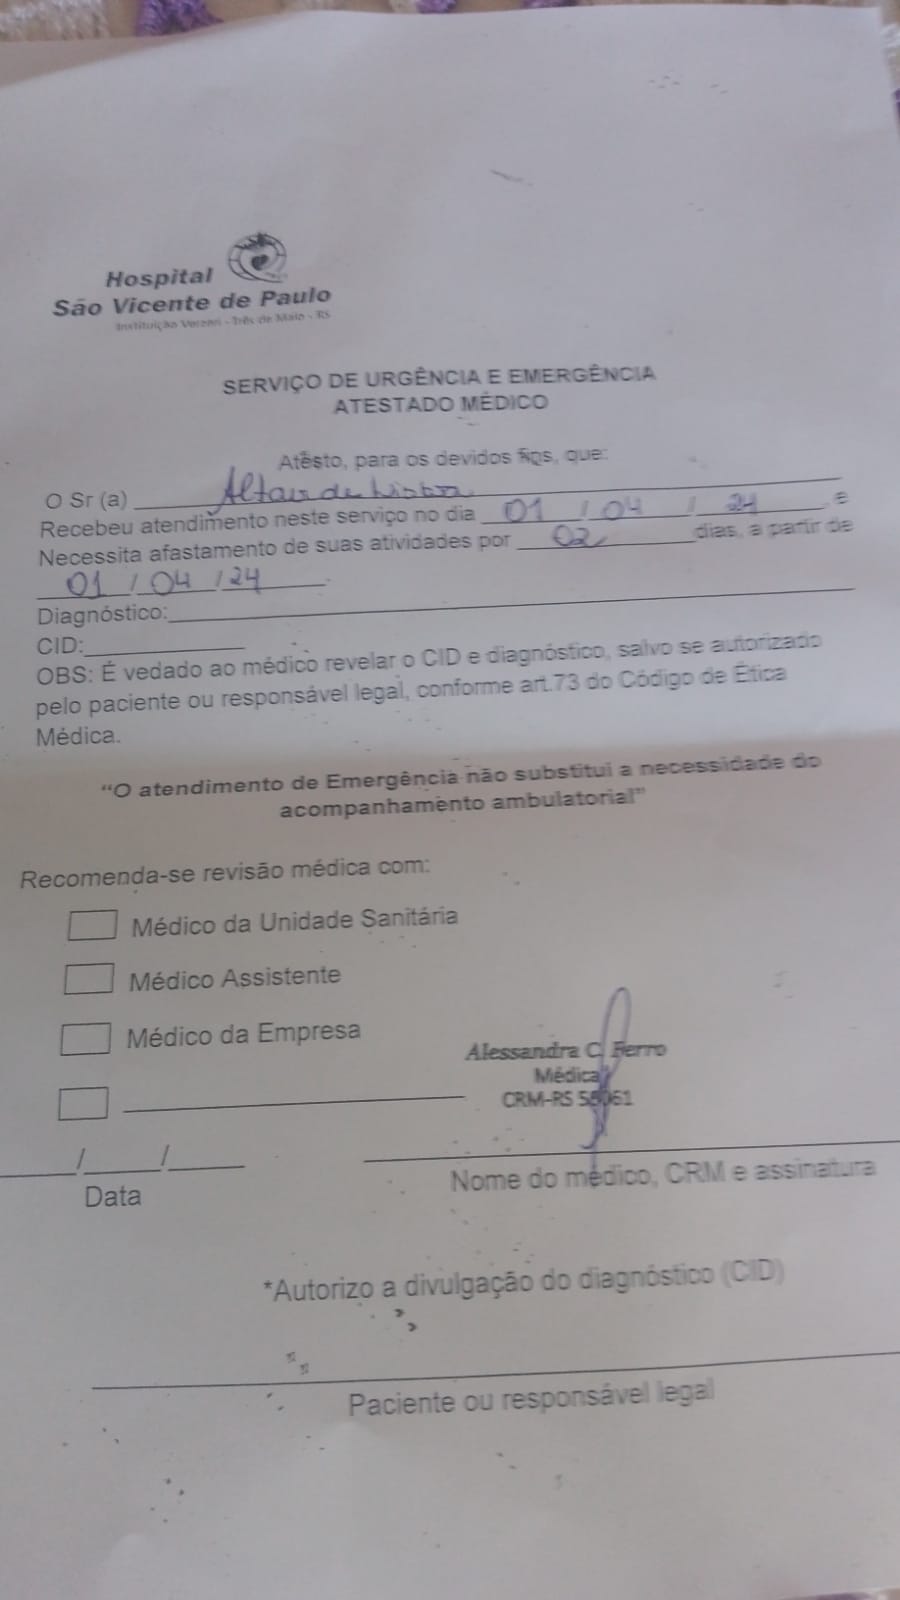 Hospital
São Vicente de Paulo
Instituição Verzeri - Três de Maio - RS
SERVIÇO DE URGÊNCIA E EMERGÊNCIA
ATESTADO MÉDICO
Atesto, para os devidos fins, que:
O Sr (a) Altair de
Recebeu atendimento neste serviço no dia 01 / 04 / 24 e
Necessita afastamento de suas atividades por 02 dias, a partir de
01 / 04 / 24.
Diagnóstico:
CID:
OBS: É vedado ao médico revelar o CID e diagnóstico, salvo se autorizado
pelo paciente ou responsável legal, conforme art.73 do Código de Ética
Médica.
“O atendimento de Emergência não substitui a necessidade do
acompanhamento ambulatorial”
Recomenda-se revisão médica com:
Médico da Unidade Sanitária
Médico Assistente
Médico da Empresa
Alessandra C. Ferro
Médica
CRM-RS
/ /
Data
Nome do médico, CRM e assinatura
*Autorizo a divulgação do diagnóstico (CID)
Paciente ou responsável legal